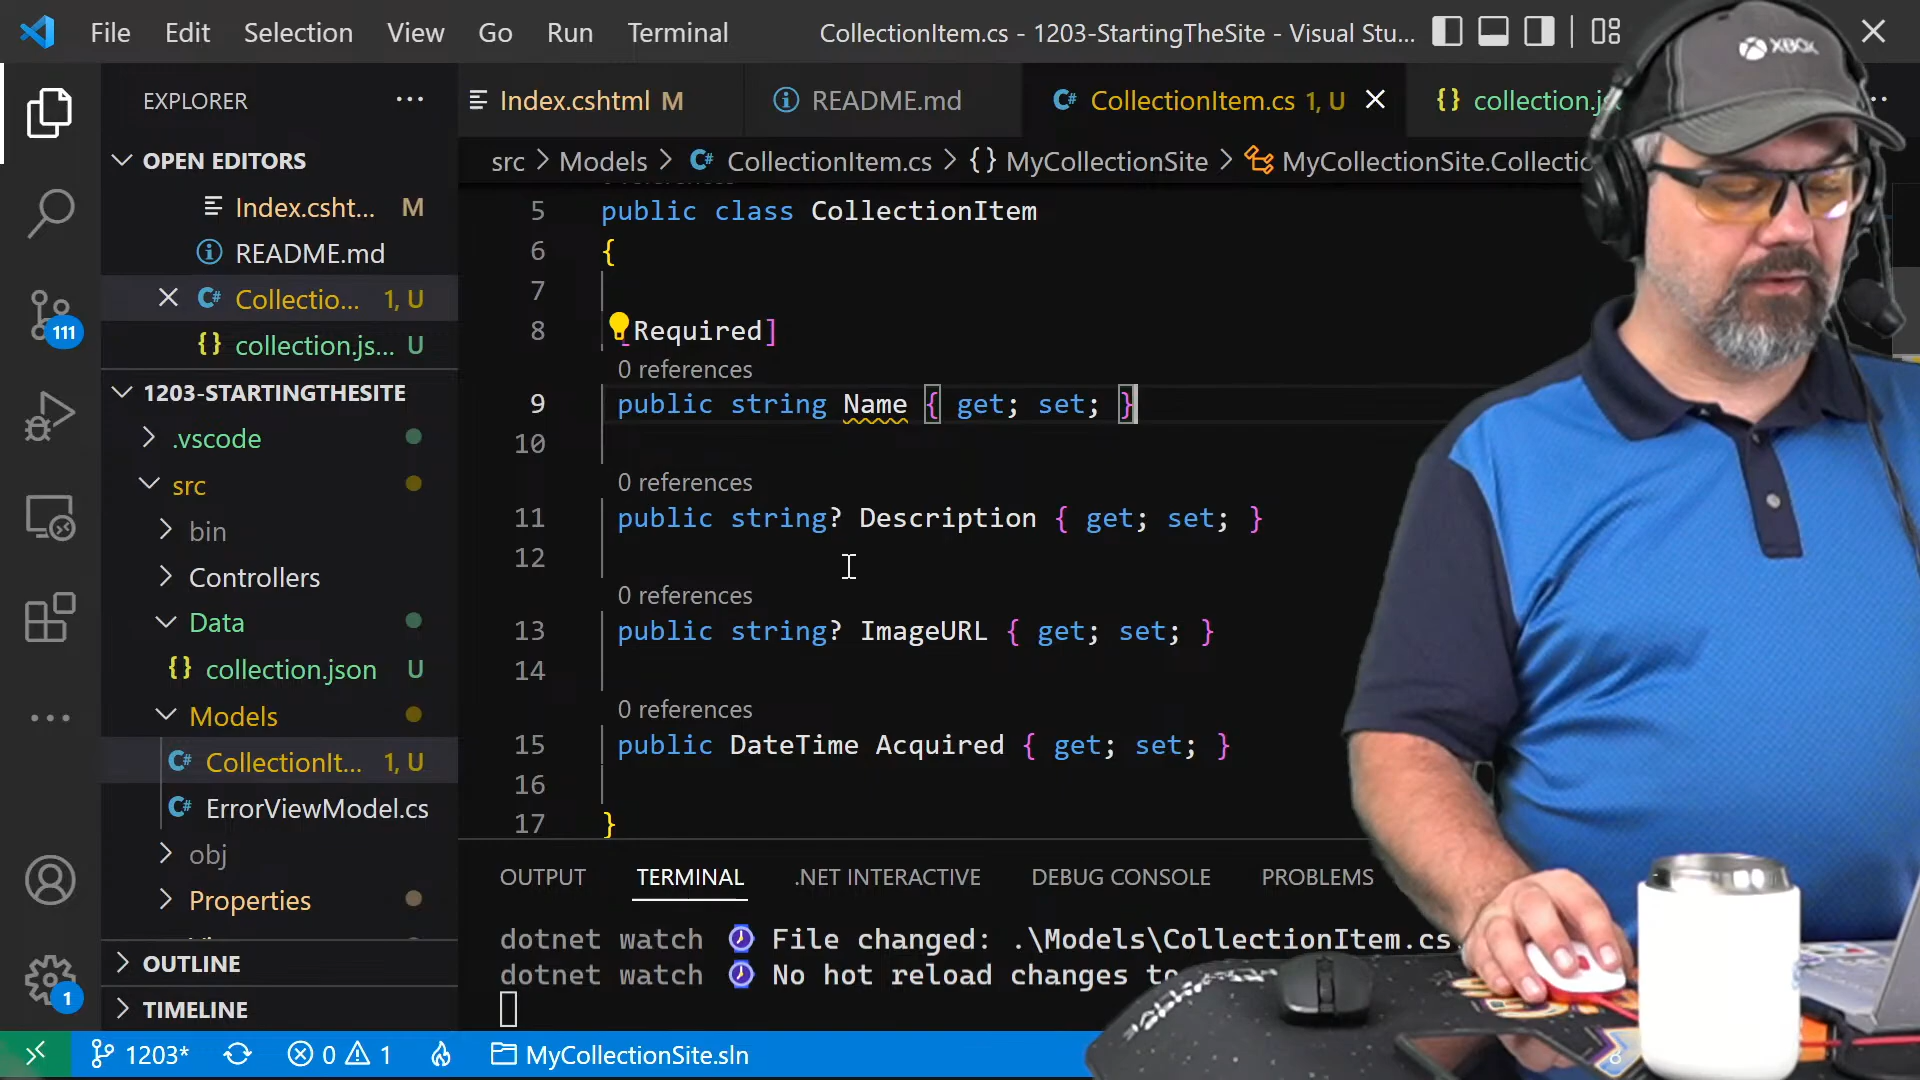 File Edit Selection View Go Run Terminal CollectionItem.cs - 1203-StartingTheSite - Visual Stu...
XBOX
EXPLORER ...
Index.cshtml M README.md CollectionItem.cs 1, U collection.js
OPEN EDITORS
src > Models > CollectionItem.cs > {} MyCollectionSite > MyCollectionSite.Collectio
Index.csht... M
README.md
Collectio... 1, U
collection.js... U
1203-STARTINGTHESITE
.vscode
src
bin
Controllers
Data
{} collection.json U
Models
CollectionIt... 1, U
ErrorViewModel.cs
obj
Properties
OUTLINE
TIMELINE
111
1
5 public class CollectionItem
6 {
7
8 [Required]
0 references
9 public string Name { get; set; }
10
0 references
11 public string? Description { get; set; }
12
0 references
13 public string? ImageURL { get; set; }
14
0 references
15 public DateTime Acquired { get; set; }
16
17 }
OUTPUT TERMINAL .NET INTERACTIVE DEBUG CONSOLE PROBLEMS
dotnet watch File changed: .\Models\CollectionItem.cs.
dotnet watch No hot reload changes to
1203* 0 1 MyCollectionSite.sln